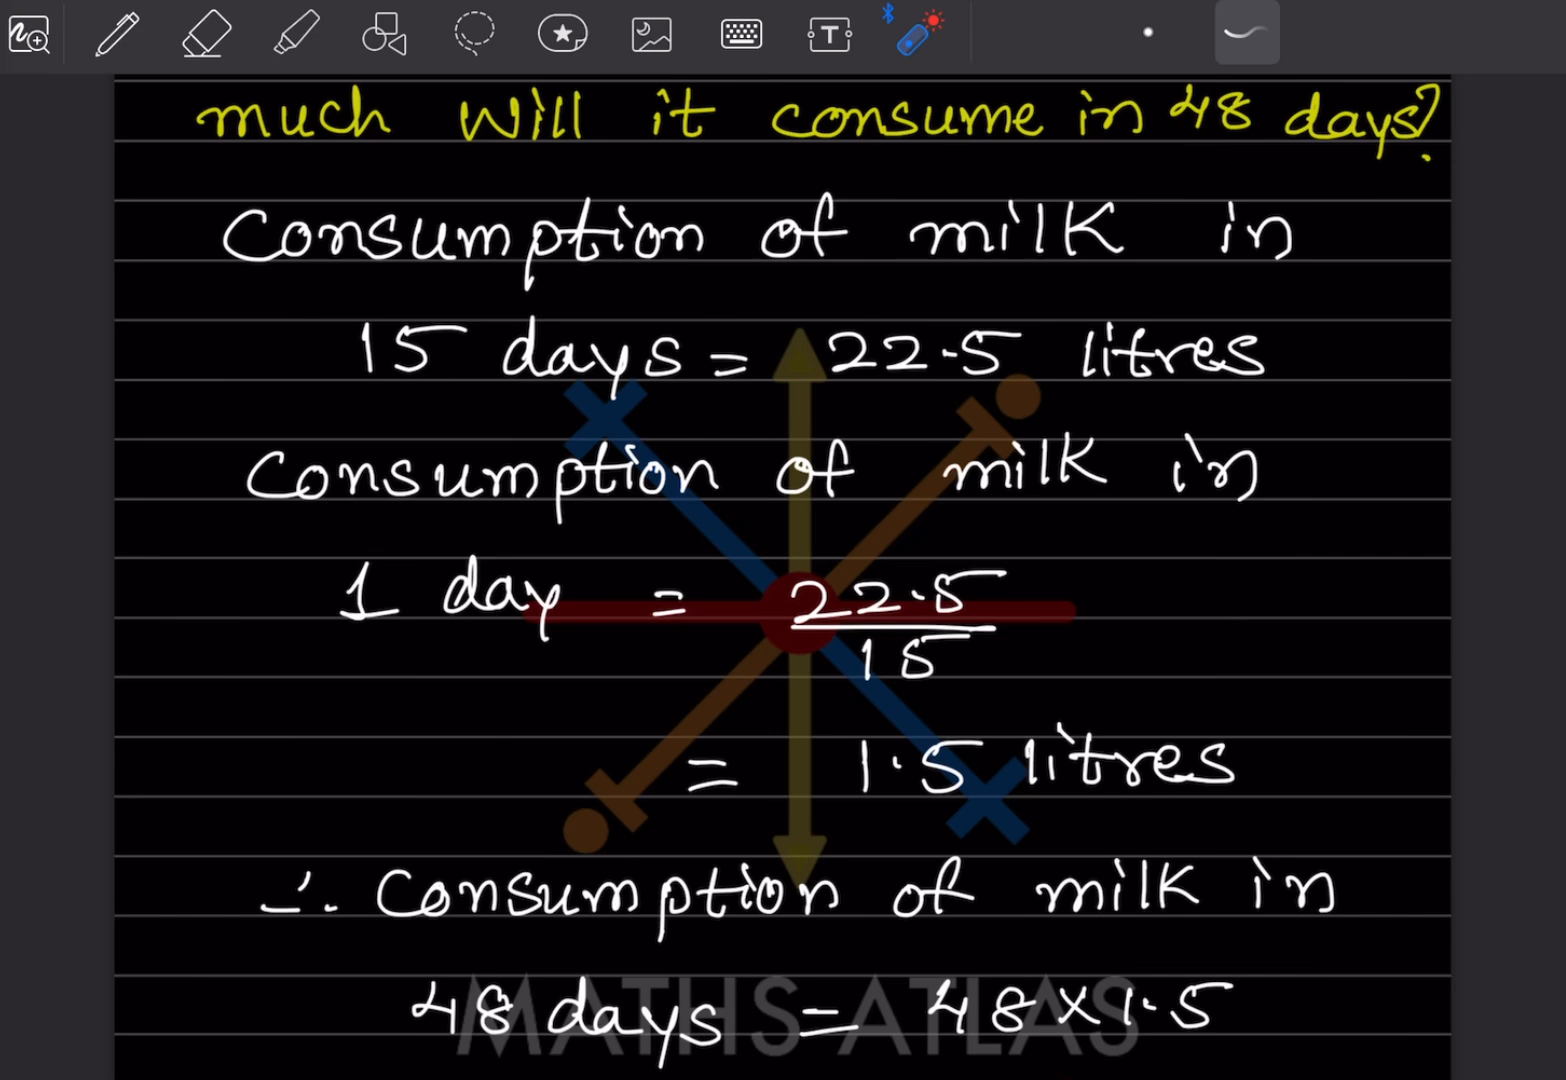 much will it consume in 48 days?
Consumption of milk in
15 days = 22.5 litres
Consumption of milk in
1 day = 22.5
15
= 1.5 litres
∴ Consumption of milk in
48 days = 48×1.5
MATHS-ATLAS